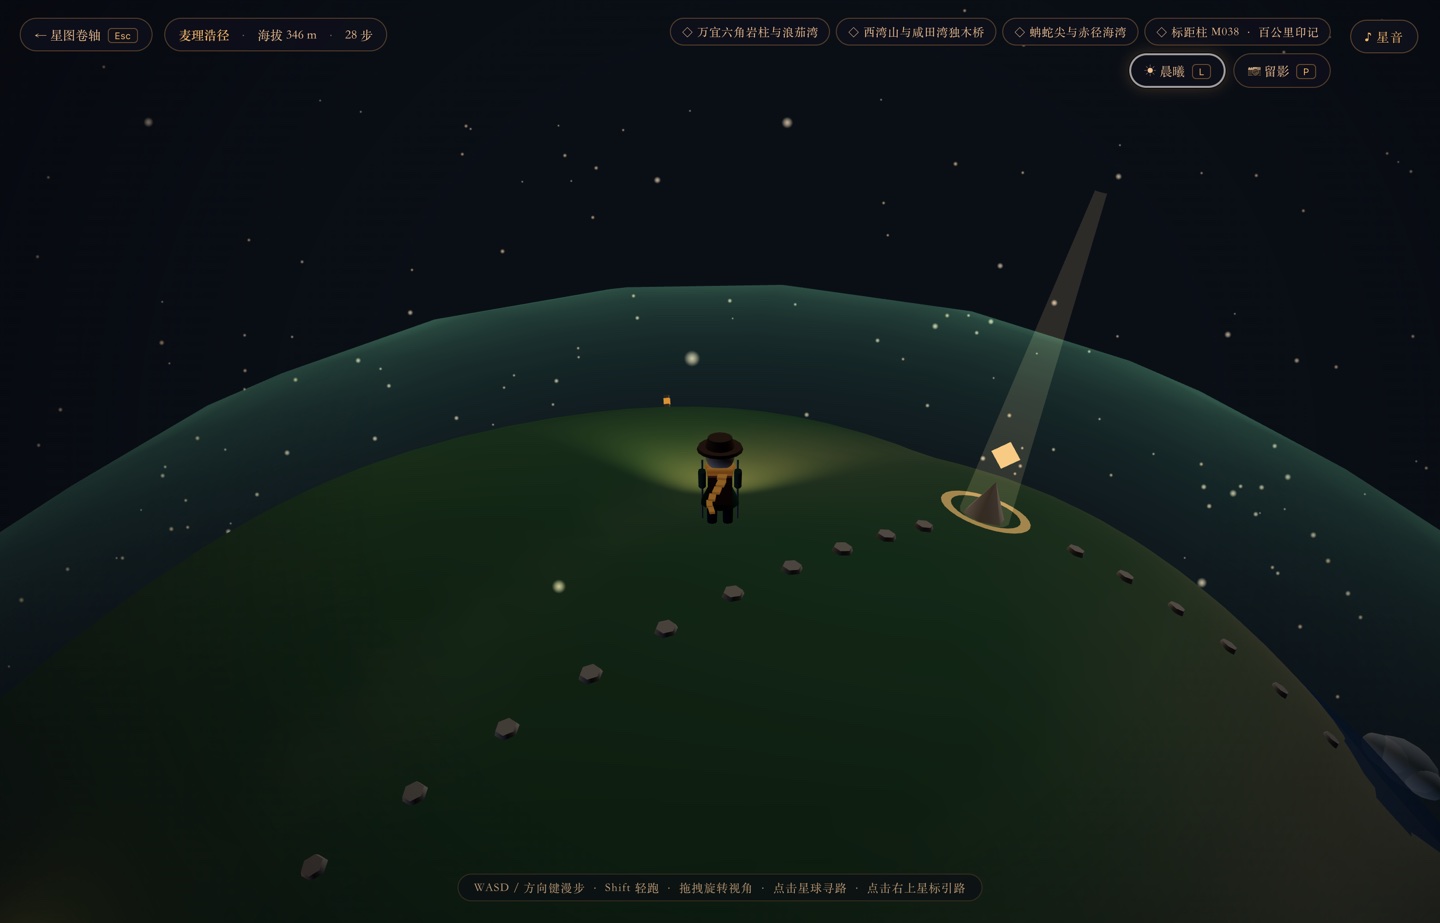 ← 星图卷轴 Esc
麦理浩径 · 海拔 346 m · 28 步
◇ 万宜六角岩柱与浪茄湾
◇ 西湾山与咸田湾独木桥
◇ 蚺蛇尖与赤径海湾
◇ 标距柱 M038 · 百公里印记
♪ 星音
☀ 晨曦 L
📷 留影 P
WASD / 方向键漫步 · Shift 轻跑 · 拖拽旋转视角 · 点击星球寻路 · 点击右上星标引路